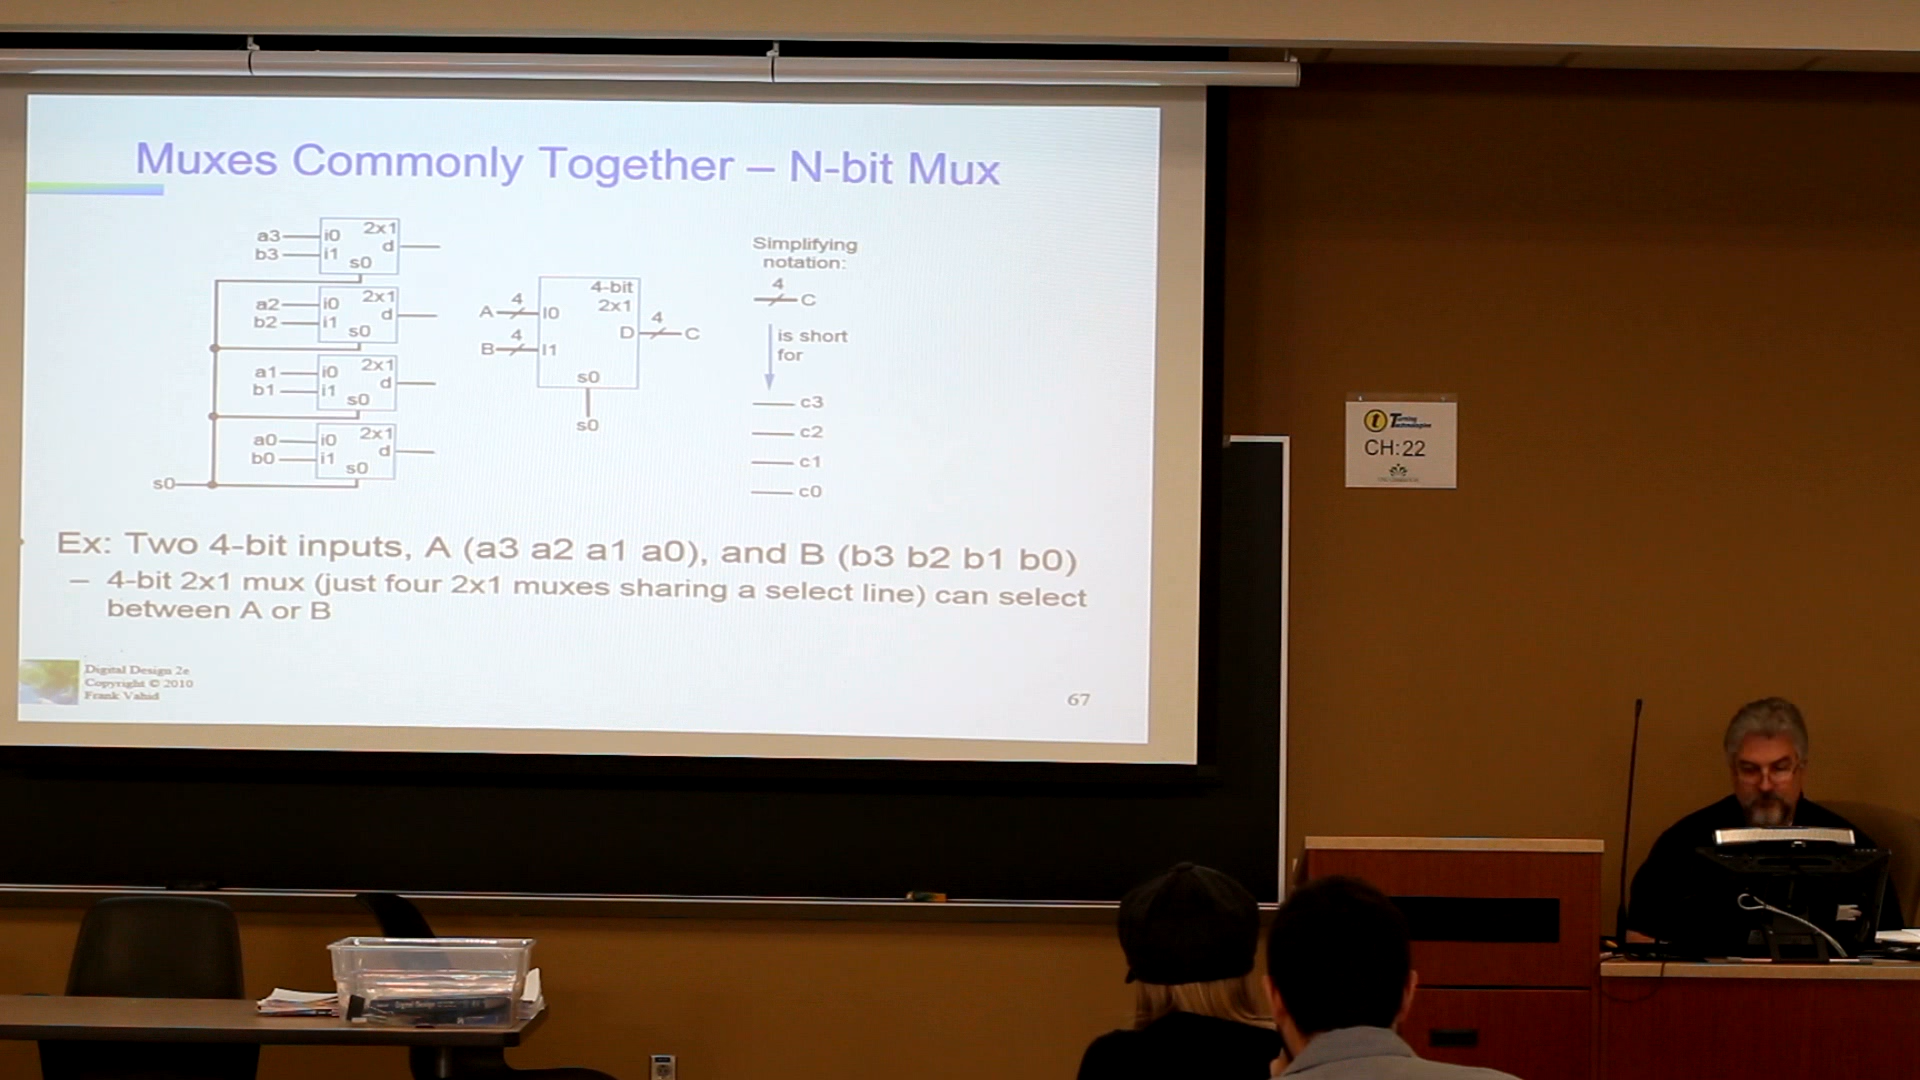 Muxes Commonly Together – N-bit Mux
a3 i0 2x1
b3 i1 d
s0
a2 i0 2x1
b2 i1 d
s0
a1 i0 2x1
b1 i1 d
s0
a0 i0 2x1
b0 i1 d
s0
s0
4-bit
2x1
4
A I0
4
B I1
D
4
C
s0
s0
Simplifying
notation:
4
C
is short
for
c3
c2
c1
c0
Ex: Two 4-bit inputs, A (a3 a2 a1 a0), and B (b3 b2 b1 b0)
– 4-bit 2x1 mux (just four 2x1 muxes sharing a select line) can select
between A or B
Digital Design 2e
Copyright © 2010
Frank Vahid
67
t Turning
Technologies
CH:22